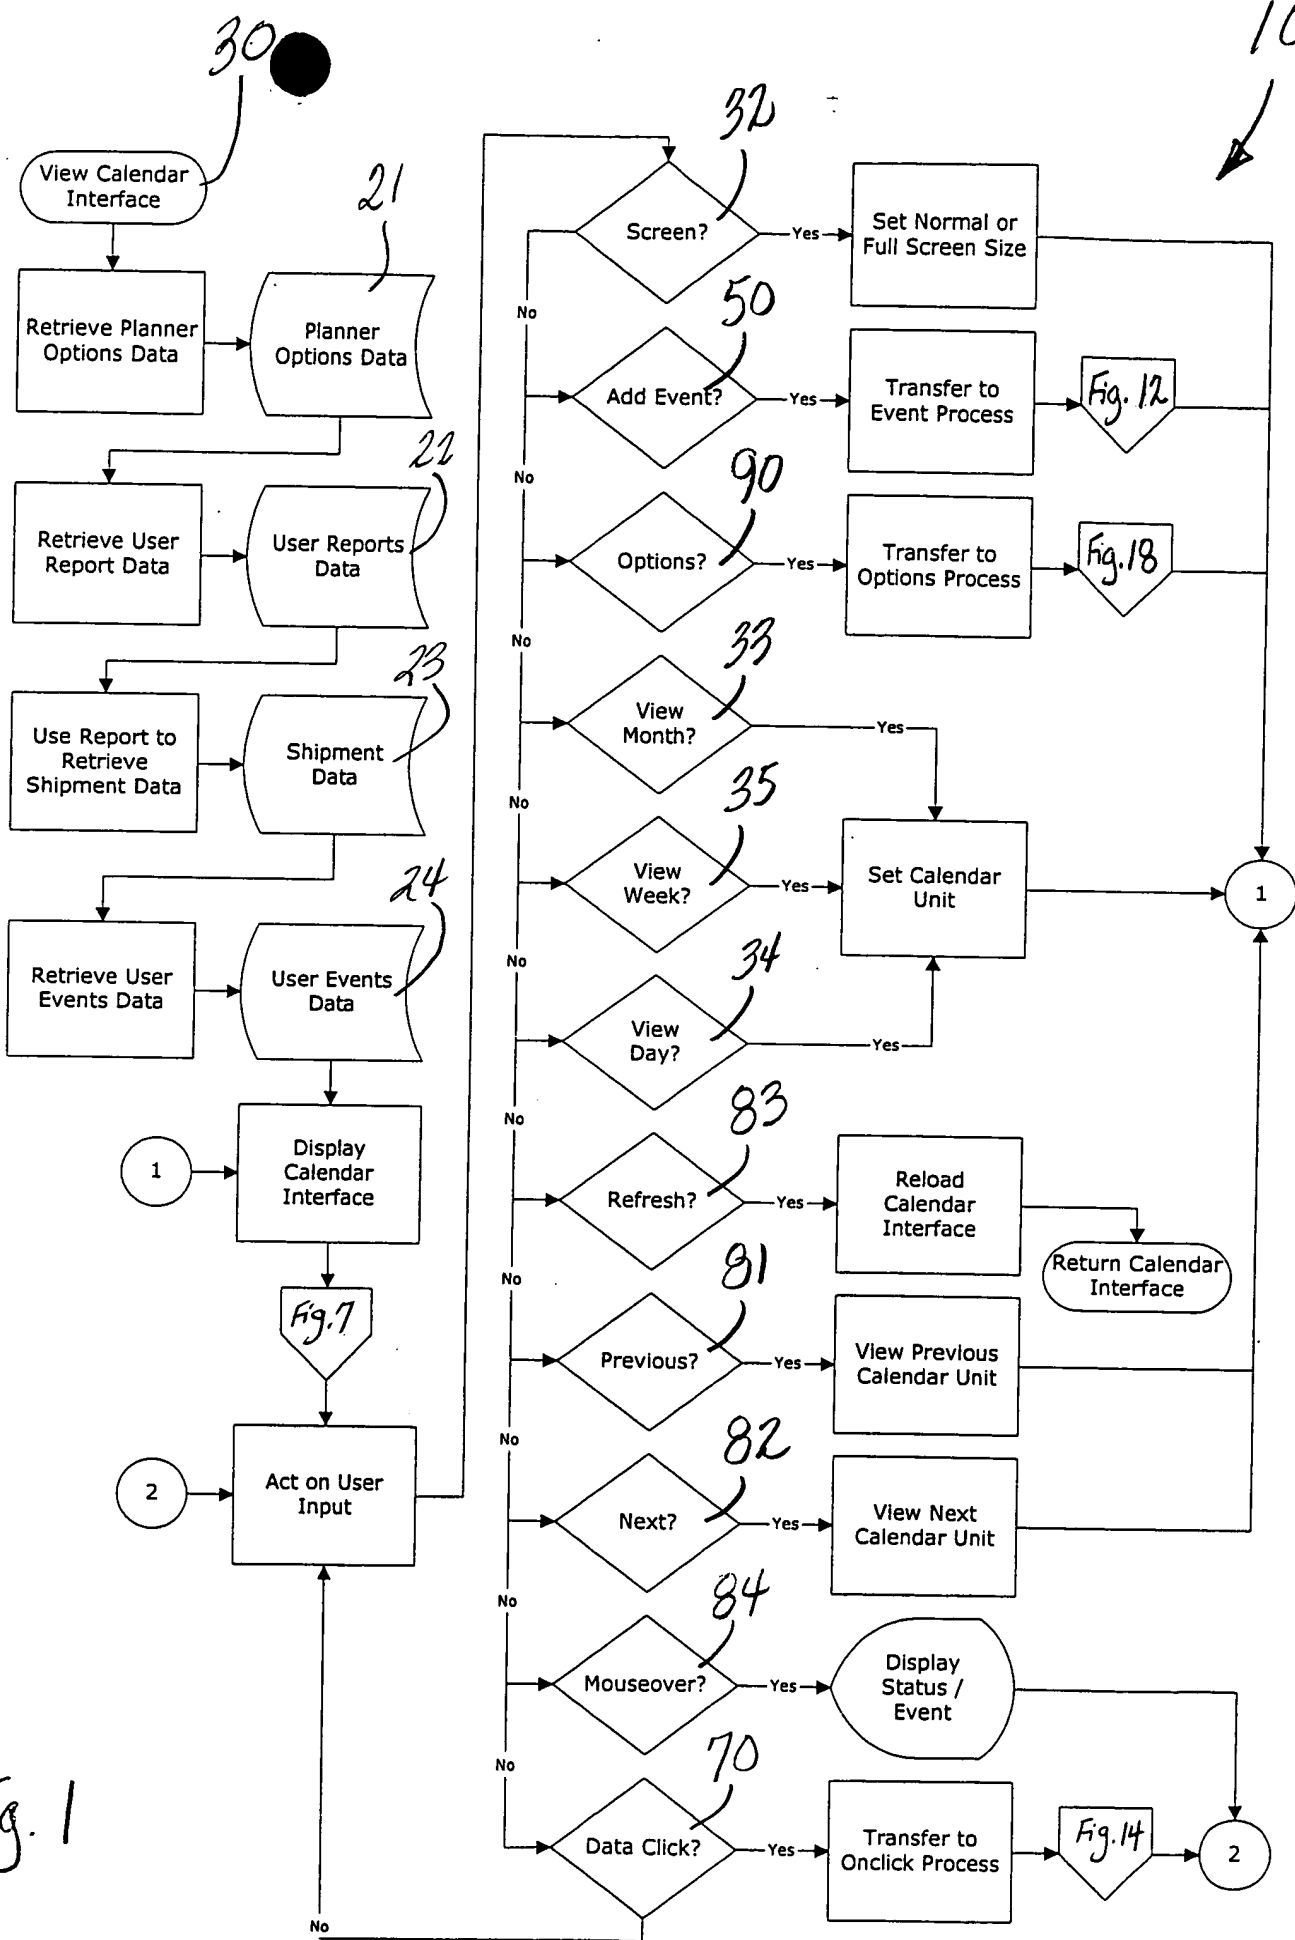 30
View Calendar
Interface
21
Retrieve Planner
Options Data
Planner
Options Data
22
Retrieve User
Report Data
User Reports
Data
23
Use Report to
Retrieve
Shipment Data
Shipment
Data
24
Retrieve User
Events Data
User Events
Data
1
Display
Calendar
Interface
Fig. 7
2
Act on User
Input
No
10
32
Screen?
Yes
Set Normal or
Full Screen Size
No
50
Add Event?
Yes
Transfer to
Event Process
Fig. 12
No
90
Options?
Yes
Transfer to
Options Process
Fig. 18
No
33
View
Month?
Yes
No
35
View
Week?
Yes
Set Calendar
Unit
1
No
34
View
Day?
Yes
No
83
Refresh?
Yes
Reload
Calendar
Interface
Return Calendar
Interface
No
81
Previous?
Yes
View Previous
Calendar Unit
No
82
Next?
Yes
View Next
Calendar Unit
No
84
Mouseover?
Yes
Display
Status /
Event
No
70
Data Click?
Yes
Transfer to
Onclick Process
Fig. 14
2
g. 1